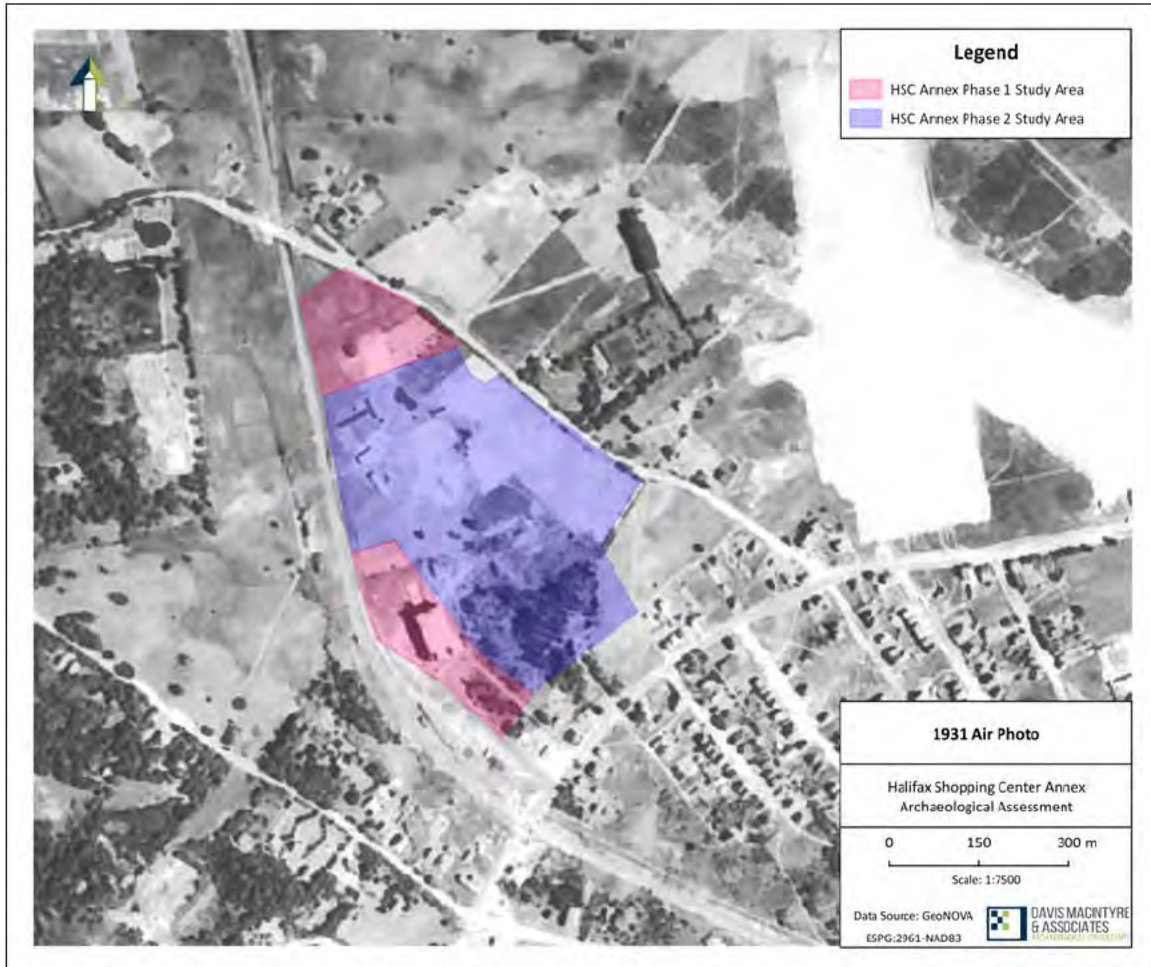 Legend
HSC Annex Phase 1 Study Area
HSC Annex Phase 2 Study Area
1931 Air Photo
Halifax Shopping Center Annex
Archaeological Assessment
0 150 300 m
Scale: 1:7500
Data Source: GeoNOVA
ESPG:2961-NAD83
DAVIS MACINTYRE
& ASSOCIATES